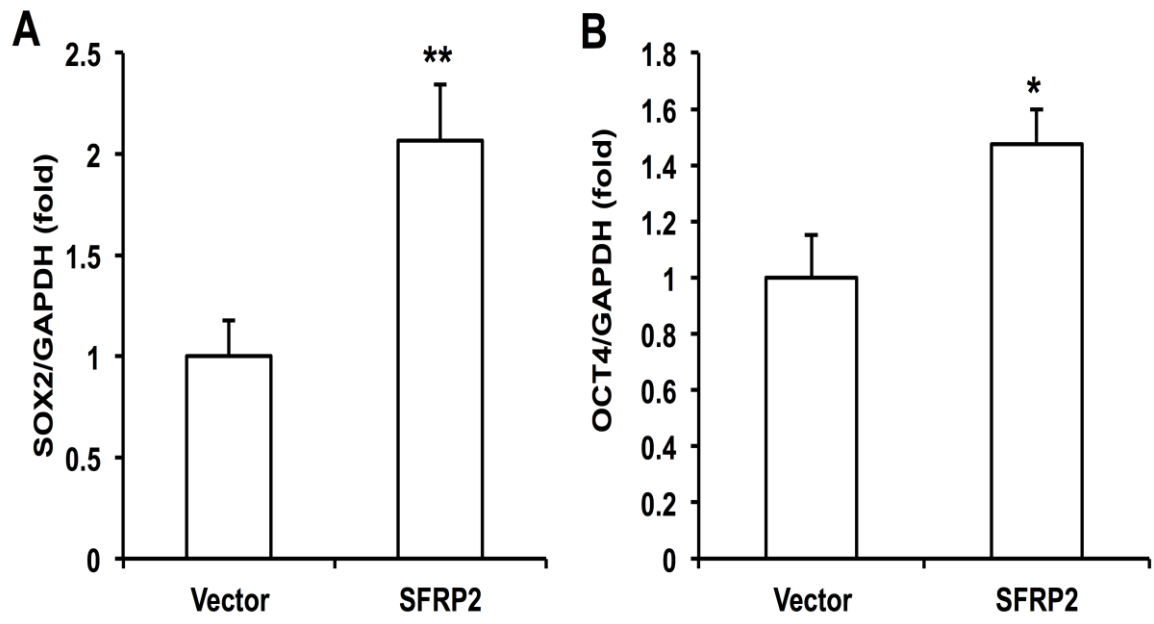 A
SOX2/GAPDH (fold)
2.5
2
1.5
1
0.5
0
**
Vector
SFRP2
B
OCT4/GAPDH (fold)
1.8
1.6
1.4
1.2
1
0.8
0.6
0.4
0.2
0
*
Vector
SFRP2